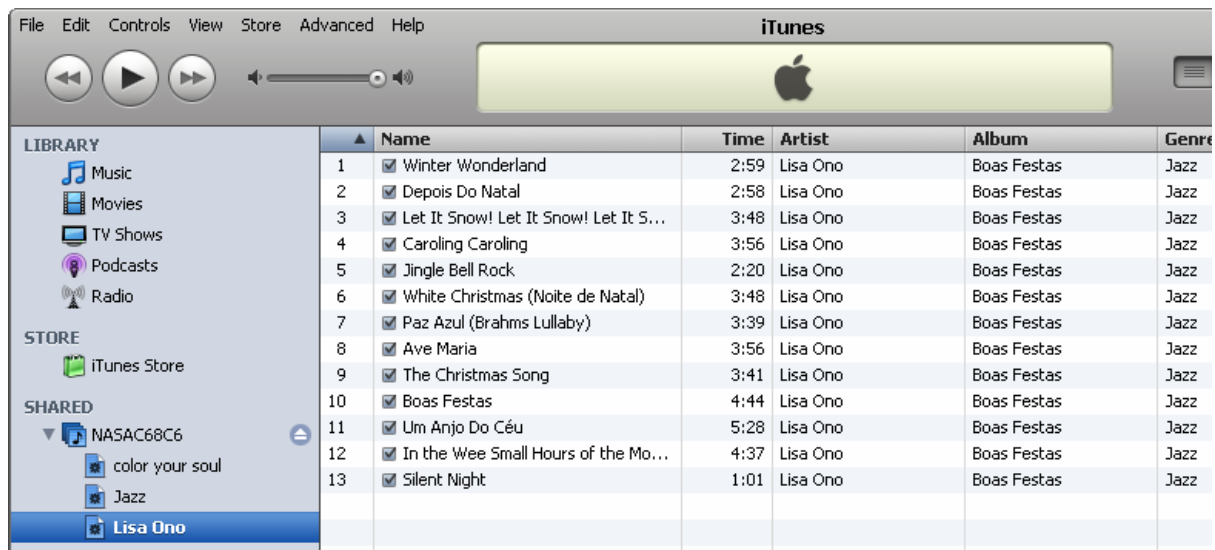 File Edit Controls View Store Advanced Help
iTunes
LIBRARY
Music
Movies
TV Shows
Podcasts
Radio
STORE
iTunes Store
SHARED
NASAC68C6
color your soul
Jazz
Lisa Ono
Name Time Artist Album Genre
1 Winter Wonderland 2:59 Lisa Ono Boas Festas Jazz
2 Depois Do Natal 2:58 Lisa Ono Boas Festas Jazz
3 Let It Snow! Let It Snow! Let It S... 3:48 Lisa Ono Boas Festas Jazz
4 Caroling Caroling 3:56 Lisa Ono Boas Festas Jazz
5 Jingle Bell Rock 2:20 Lisa Ono Boas Festas Jazz
6 White Christmas (Noite de Natal) 3:48 Lisa Ono Boas Festas Jazz
7 Paz Azul (Brahms Lullaby) 3:39 Lisa Ono Boas Festas Jazz
8 Ave Maria 3:56 Lisa Ono Boas Festas Jazz
9 The Christmas Song 3:41 Lisa Ono Boas Festas Jazz
10 Boas Festas 4:44 Lisa Ono Boas Festas Jazz
11 Um Anjo Do Céu 5:28 Lisa Ono Boas Festas Jazz
12 In the Wee Small Hours of the Mo... 4:37 Lisa Ono Boas Festas Jazz
13 Silent Night 1:01 Lisa Ono Boas Festas Jazz